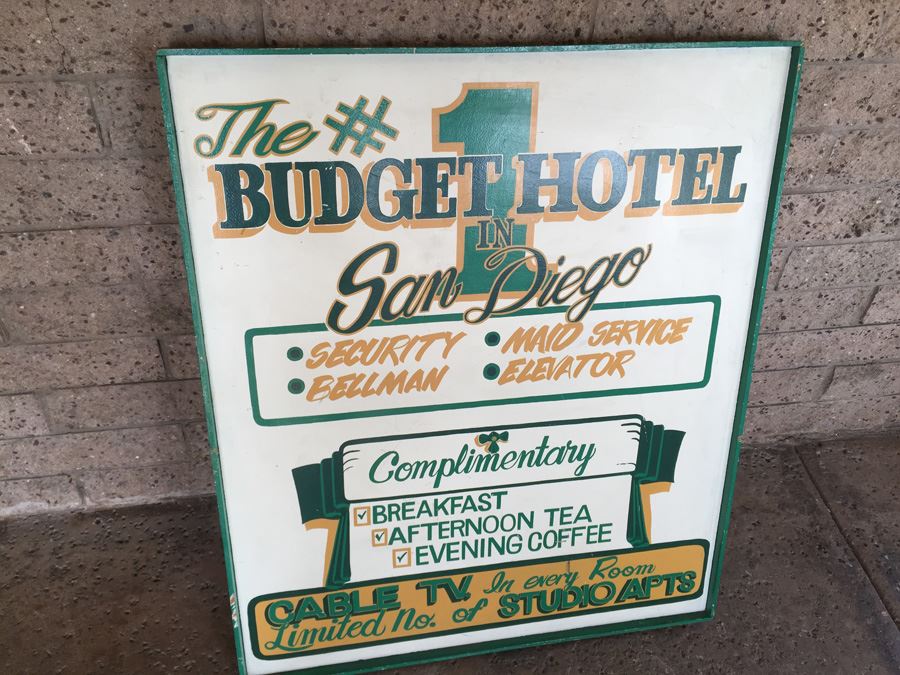 The # 1
BUDGET HOTEL
IN
San Diego
• SECURITY • MAID SERVICE
• BELLMAN • ELEVATOR
Complimentary
☑ BREAKFAST
☑ AFTERNOON TEA
☑ EVENING COFFEE
CABLE TV. In every Room
Limited No. of STUDIO APTS